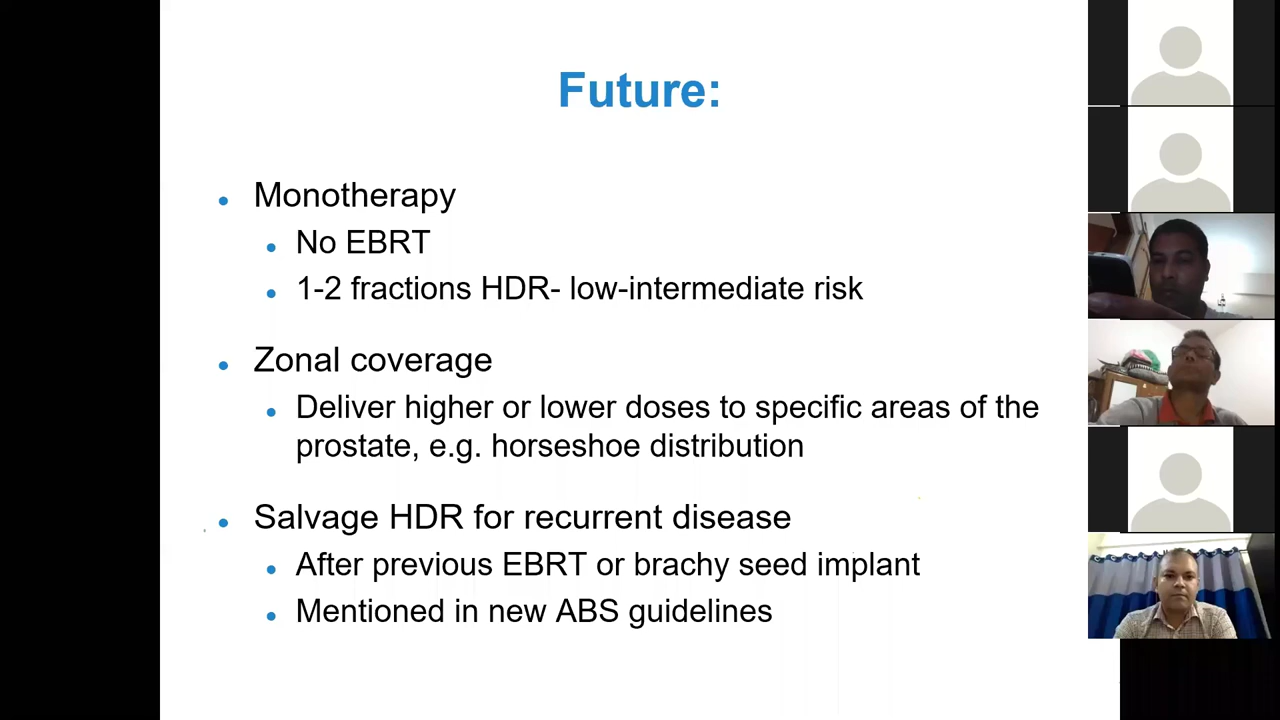 Future:
Monotherapy
No EBRT
1-2 fractions HDR- low-intermediate risk
Zonal coverage
Deliver higher or lower doses to specific areas of the
prostate, e.g. horseshoe distribution
Salvage HDR for recurrent disease
After previous EBRT or brachy seed implant
Mentioned in new ABS guidelines